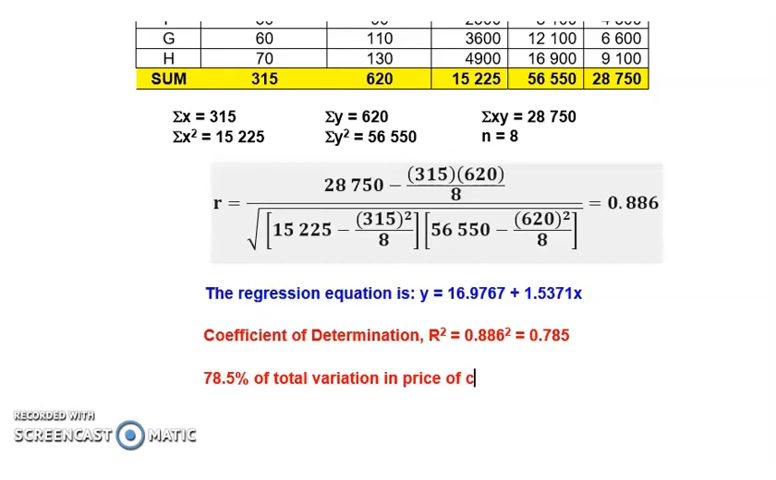 G 60 110 3600 12 100 6 600
H 70 130 4900 16 900 9 100
SUM 315 620 15 225 56 550 28 750
Σx = 315 Σy = 620 Σxy = 28 750
Σx² = 15 225 Σy² = 56 550 n = 8
r = (28 750 − (315)(620)/8) / √[15 225 − (315)²/8][56 550 − (620)²/8] = 0.886
The regression equation is: y = 16.9767 + 1.5371x
Coefficient of Determination, R² = 0.886² = 0.785
78.5% of total variation in price of c
RECORDED WITH
SCREENCAST MATIC